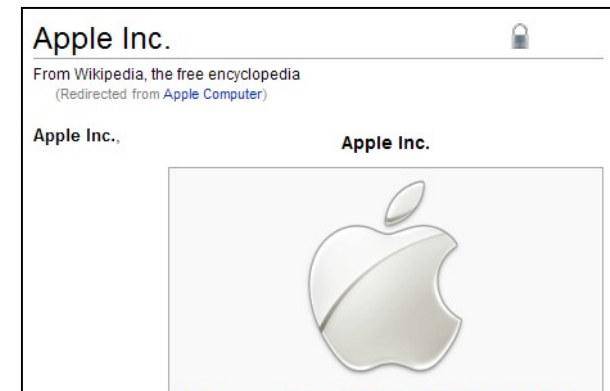 Apple Inc.
From Wikipedia, the free encyclopedia
(Redirected from Apple Computer)
Apple Inc.,
Apple Inc.